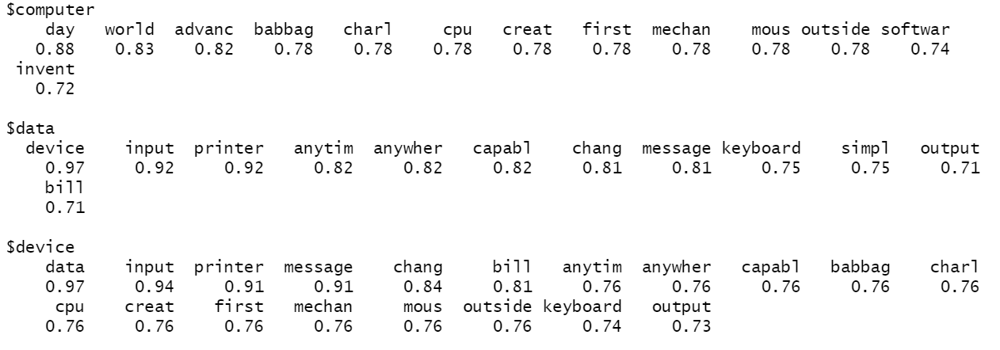 $computer
day world advanc babbag charl cpu creat first mechan mous outside softwar
0.88 0.83 0.82 0.78 0.78 0.78 0.78 0.78 0.78 0.78 0.78 0.74
invent
0.72
$data
device input printer anytim anywher capabl chang message keyboard simpl output
0.97 0.92 0.92 0.82 0.82 0.82 0.81 0.81 0.75 0.75 0.71
bill
0.71
$device
data input printer message chang bill anytim anywher capabl babbag charl
0.97 0.94 0.91 0.91 0.84 0.81 0.76 0.76 0.76 0.76 0.76
cpu creat first mechan mous outside keyboard output
0.76 0.76 0.76 0.76 0.76 0.76 0.74 0.73